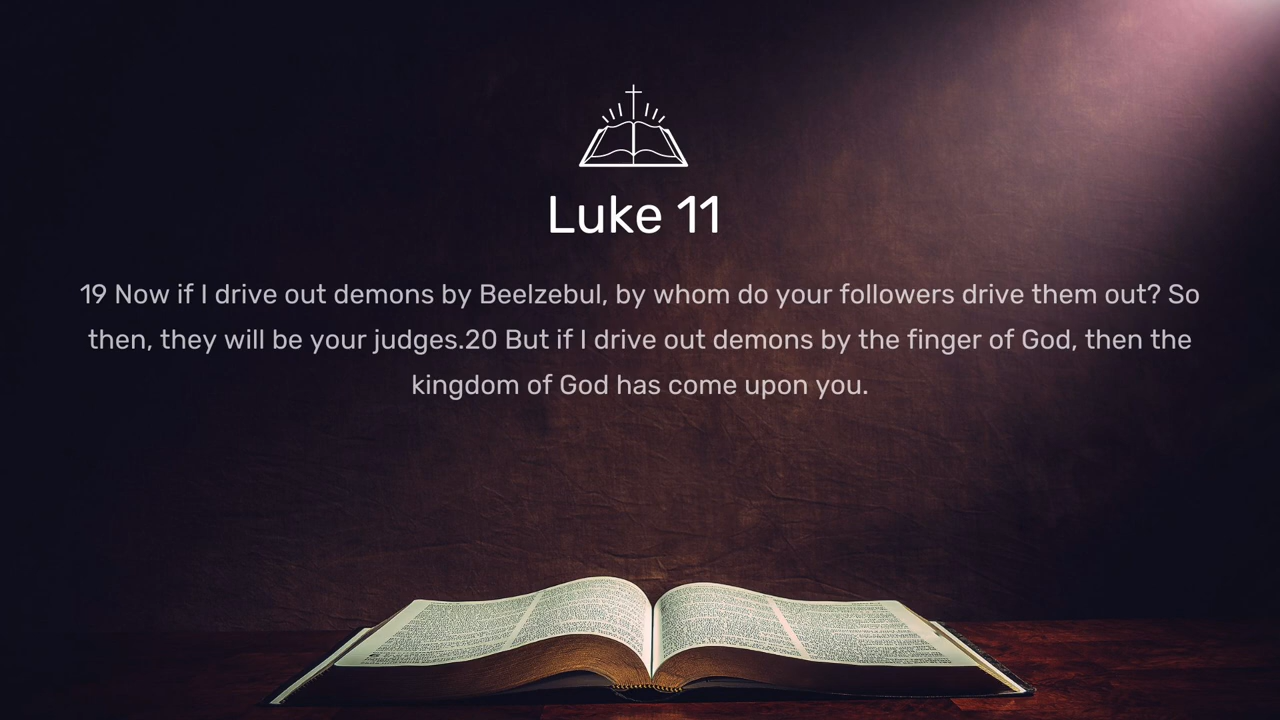 Luke 11
19 Now if I drive out demons by Beelzebul, by whom do your followers drive them out? So
then, they will be your judges.20 But if I drive out demons by the finger of God, then the
kingdom of God has come upon you.